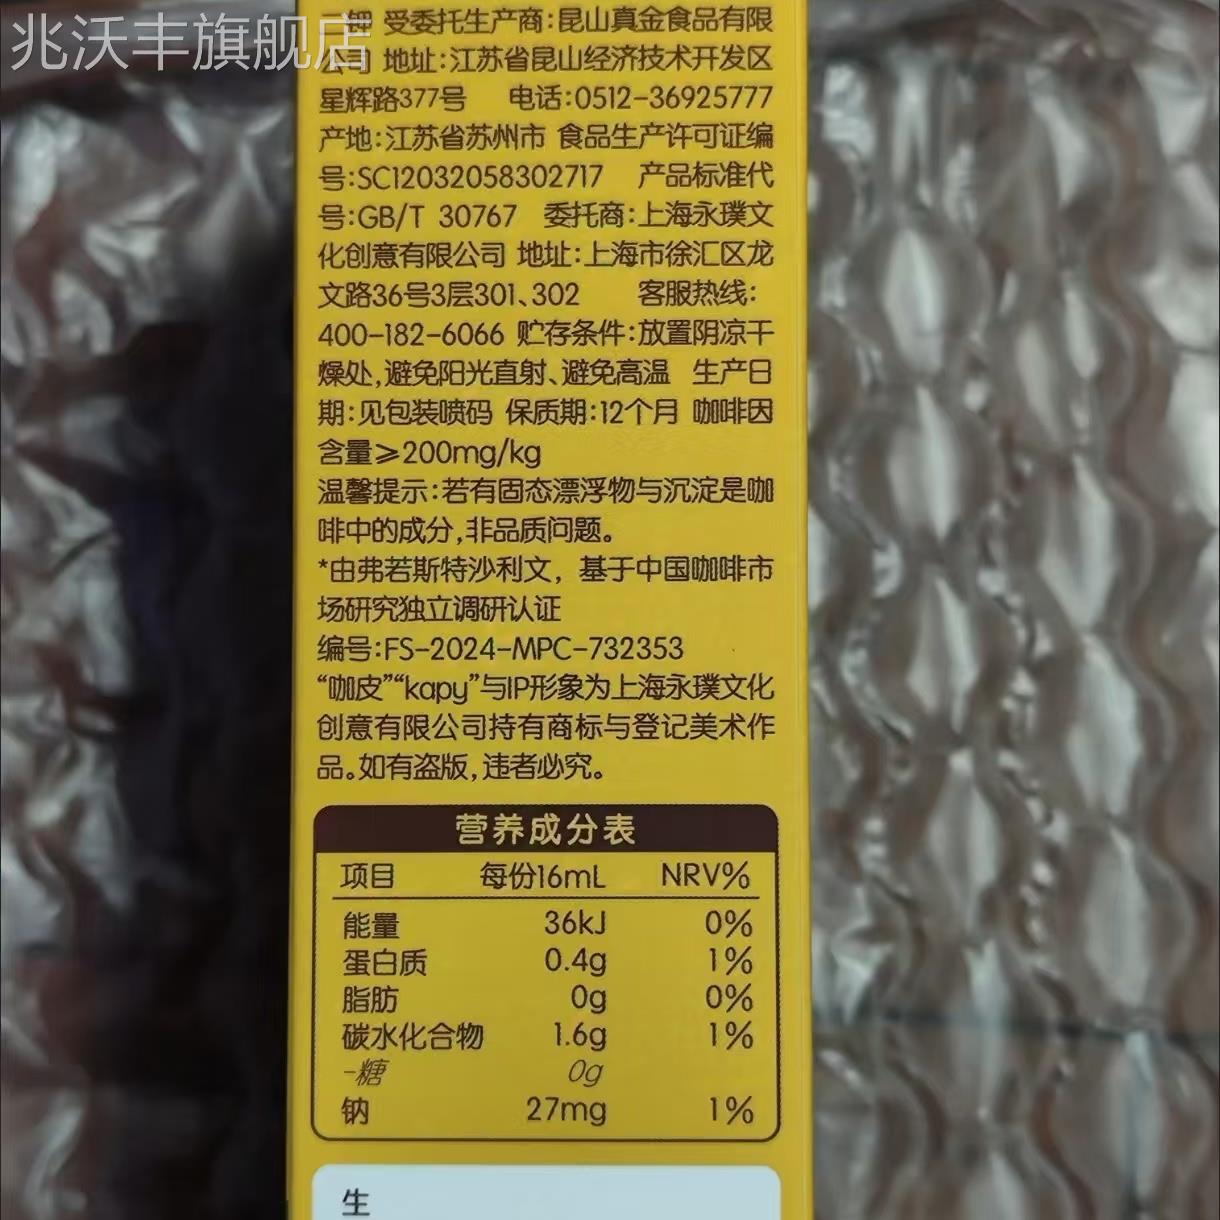 兆沃丰旗舰店
受委托生产商:昆山真金食品有限
公司 地址:江苏省昆山经济技术开发区
星辉路377号 电话:0512-36925777
产地:江苏省苏州市 食品生产许可证编
号:SC12032058302717 产品标准代
号:GB/T 30767 委托商:上海永璞文
化创意有限公司 地址:上海市徐汇区龙
文路36号3层301、302 客服热线:
400-182-6066 贮存条件:放置阴凉干
燥处,避免阳光直射、避免高温 生产日
期:见包装喷码 保质期:12个月 咖啡因
含量≥200mg/kg
温馨提示:若有固态漂浮物与沉淀是咖
啡中的成分,非品质问题。
*由弗若斯特沙利文，基于中国咖啡市
场研究独立调研认证
编号:FS-2024-MPC-732353
“咖皮”“kapy”与IP形象为上海永璞文化
创意有限公司持有商标与登记美术作
品。如有盗版,违者必究。
营养成分表
项目 每份16mL NRV%
能量 36kJ 0%
蛋白质 0.4g 1%
脂肪 0g 0%
碳水化合物 1.6g 1%
-糖 0g
钠 27mg 1%
生